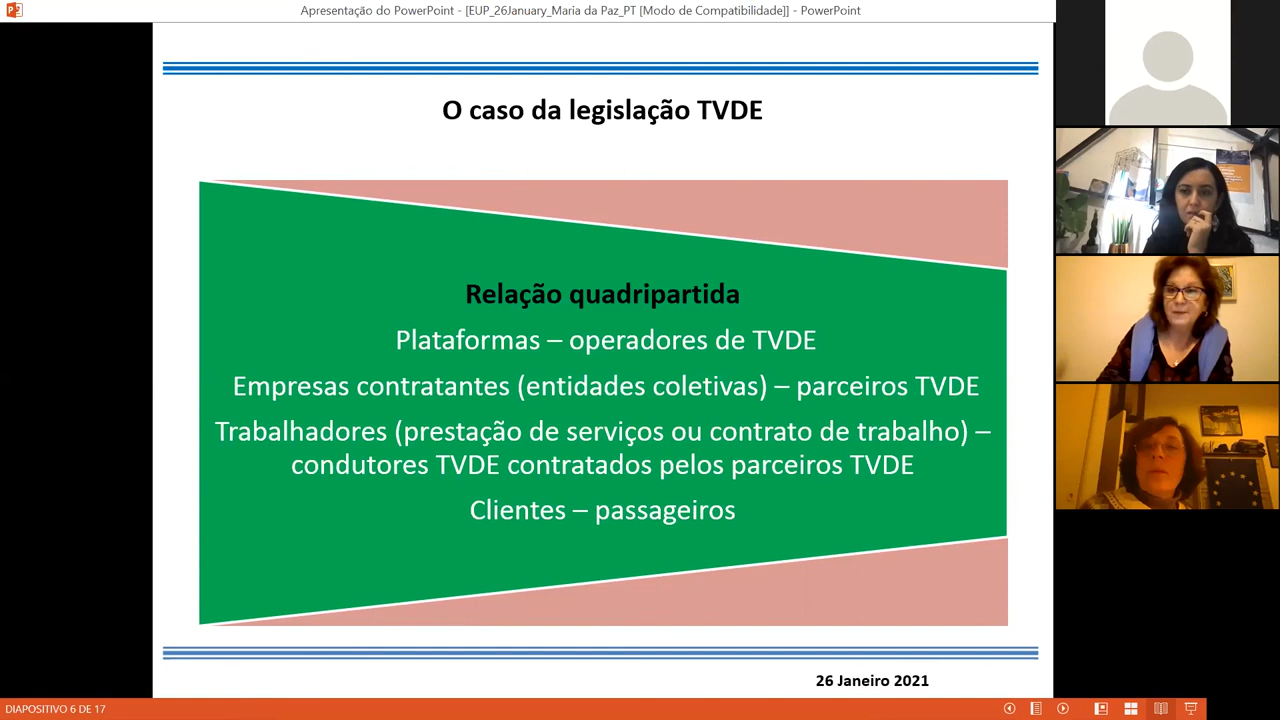 Apresentação do PowerPoint - [EUP_26January_Maria da Paz_PT [Modo de Compatibilidade]] - PowerPoint
O caso da legislação TVDE
Relação quadripartida
Plataformas – operadores de TVDE
Empresas contratantes (entidades coletivas) – parceiros TVDE
Trabalhadores (prestação de serviços ou contrato de trabalho) –
condutores TVDE contratados pelos parceiros TVDE
Clientes – passageiros
26 Janeiro 2021
DIAPOSITIVO 6 DE 17